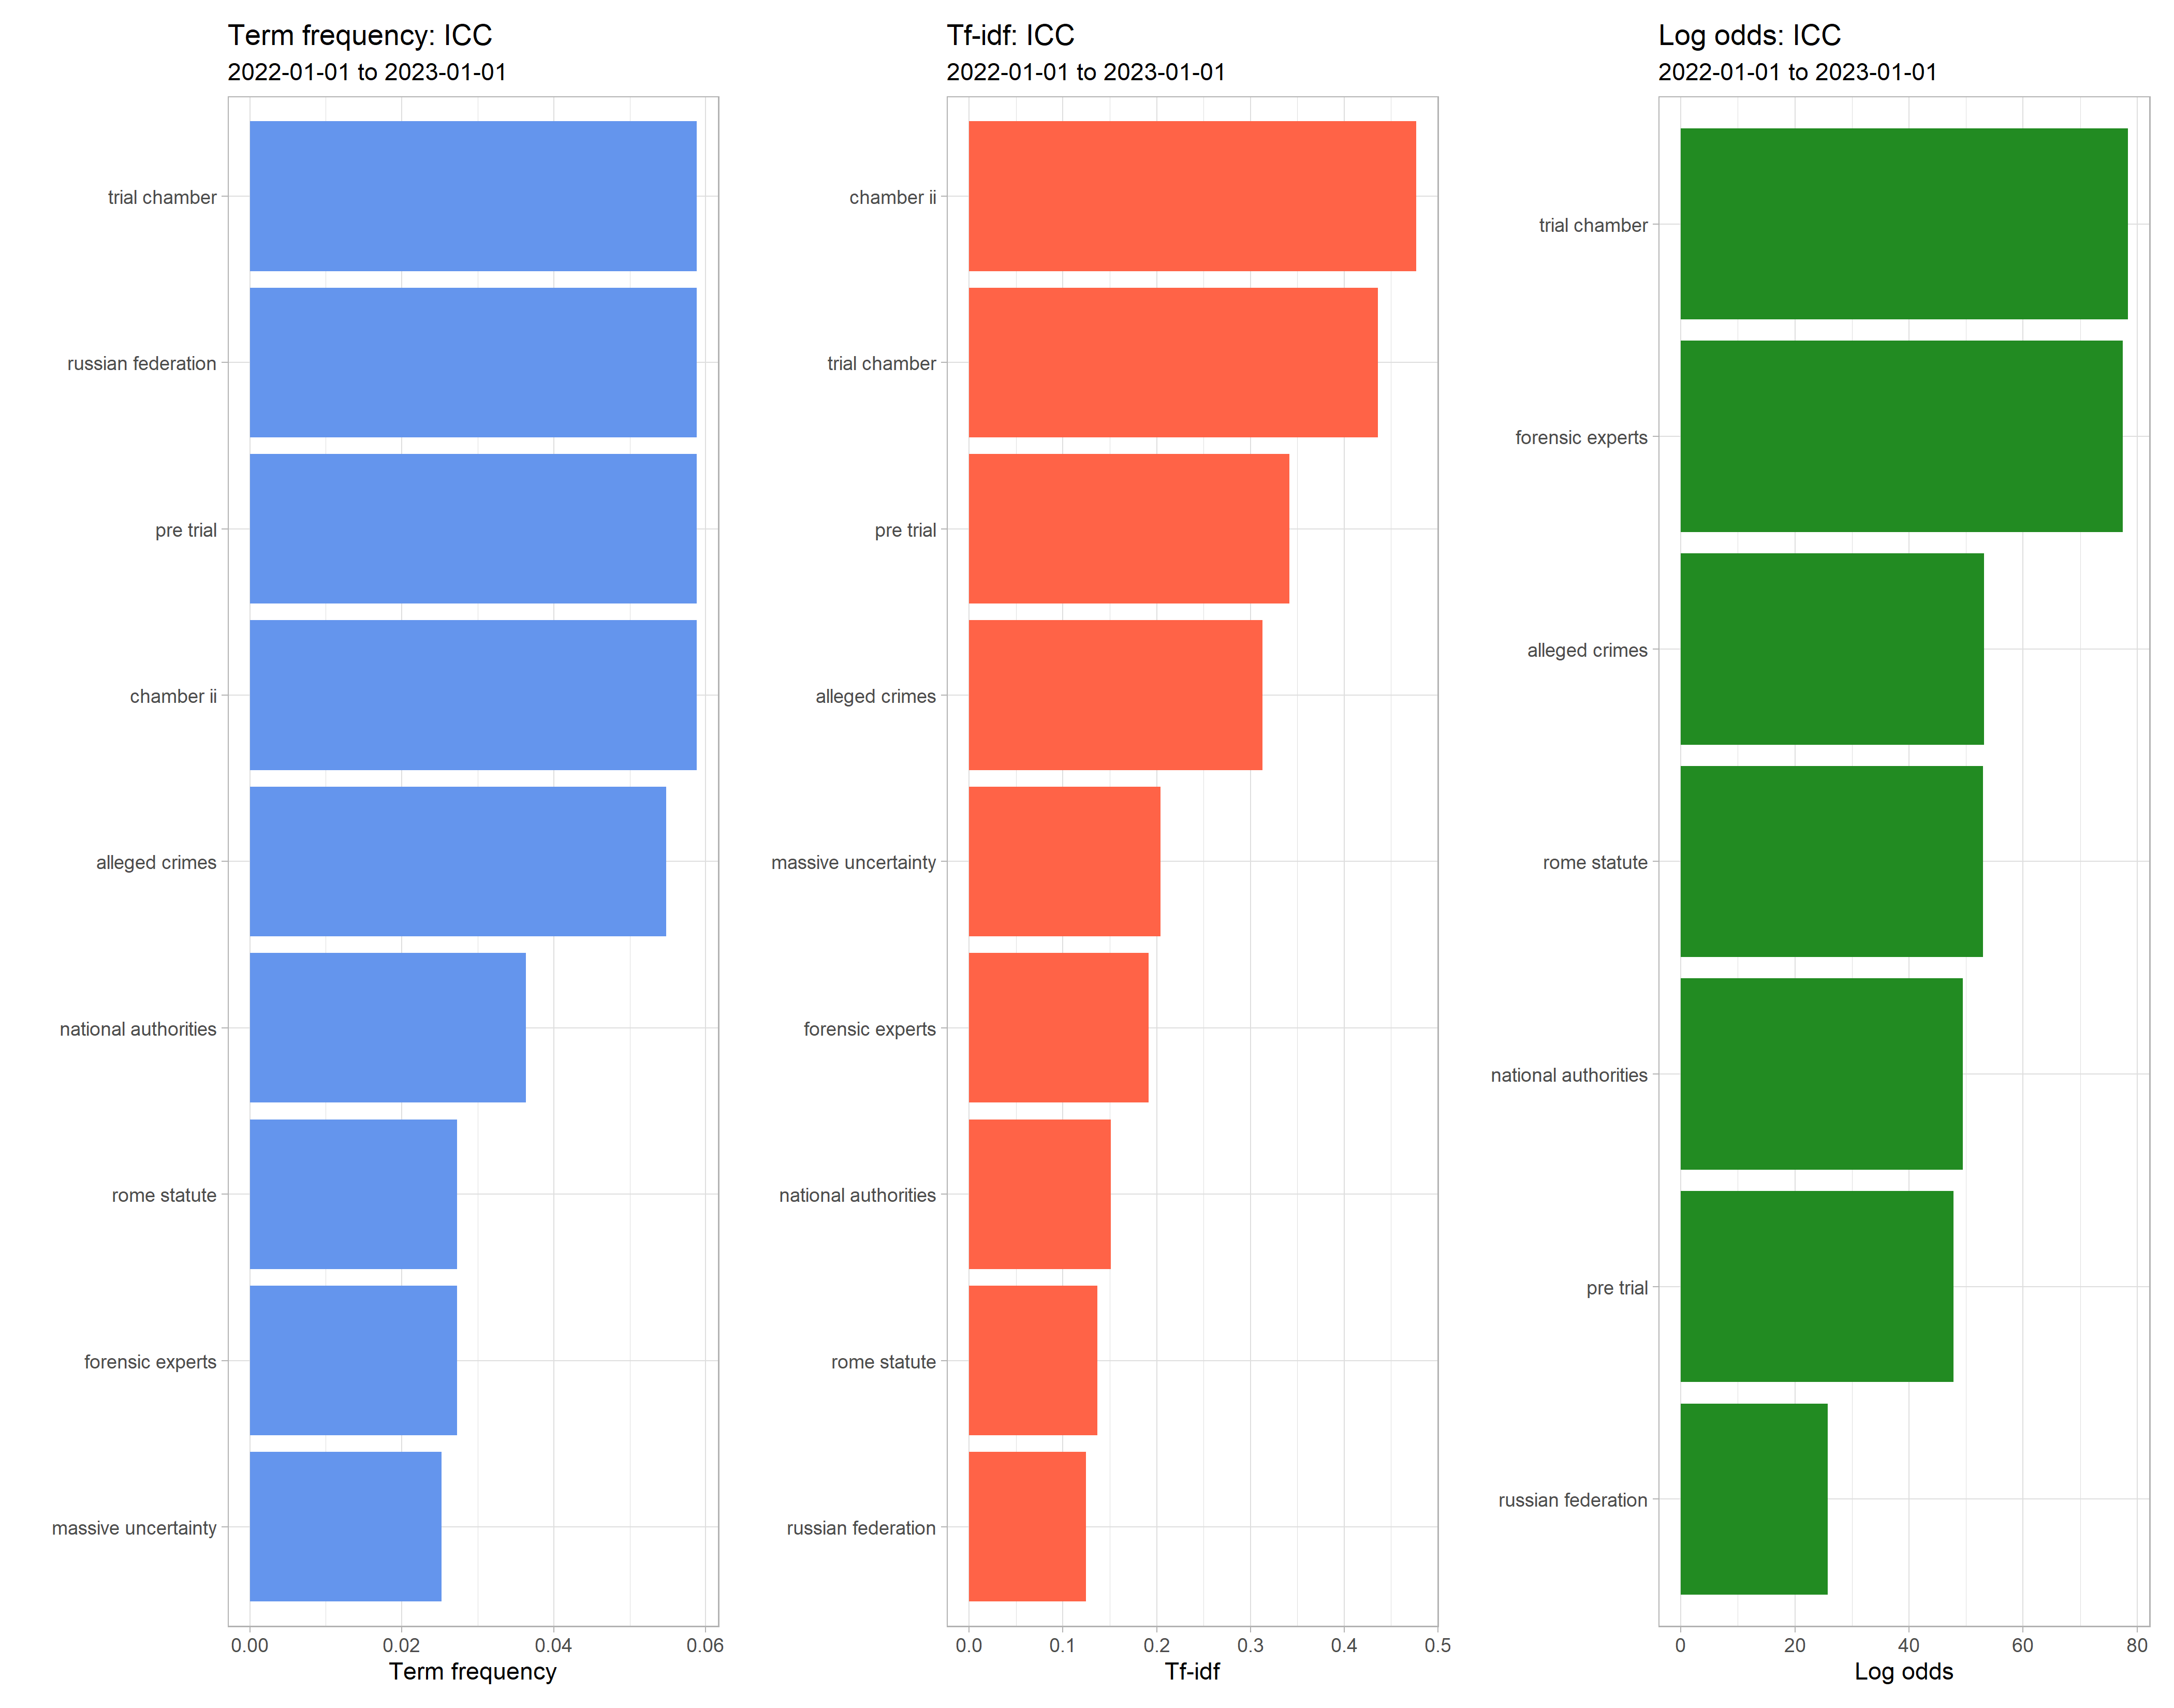 Term frequency: ICC
2022-01-01 to 2023-01-01
trial chamber
russian federation
pre trial
chamber ii
alleged crimes
national authorities
rome statute
forensic experts
massive uncertainty
0.00 0.02 0.04 0.06
Term frequency
Tf-idf: ICC
2022-01-01 to 2023-01-01
chamber ii
trial chamber
pre trial
alleged crimes
massive uncertainty
forensic experts
national authorities
rome statute
russian federation
0.0 0.1 0.2 0.3 0.4 0.5
Tf-idf
Log odds: ICC
2022-01-01 to 2023-01-01
trial chamber
forensic experts
alleged crimes
rome statute
national authorities
pre trial
russian federation
0 20 40 60 80
Log odds